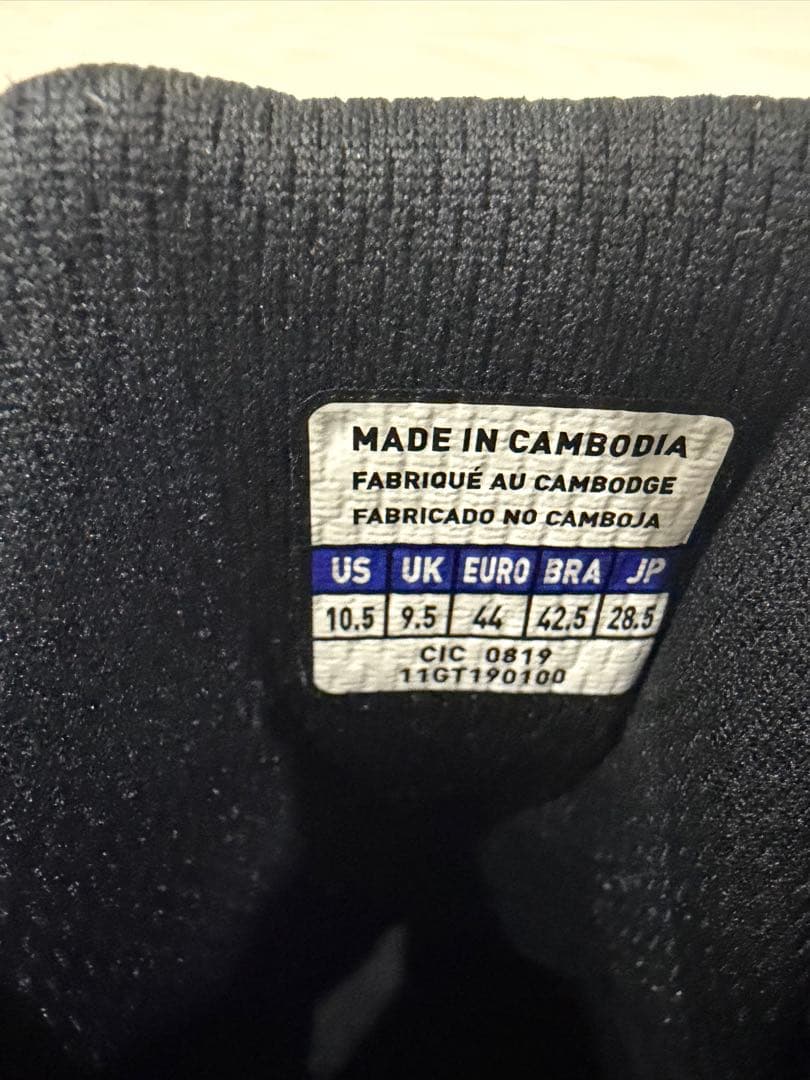 MADE IN CAMBODIA
FABRIQUÉ AU CAMBODGE
FABRICADO NO CAMBOJA
US UK EURO BRA JP
10.5 9.5 44 42.5 28.5
CIC 0819
11GT190100